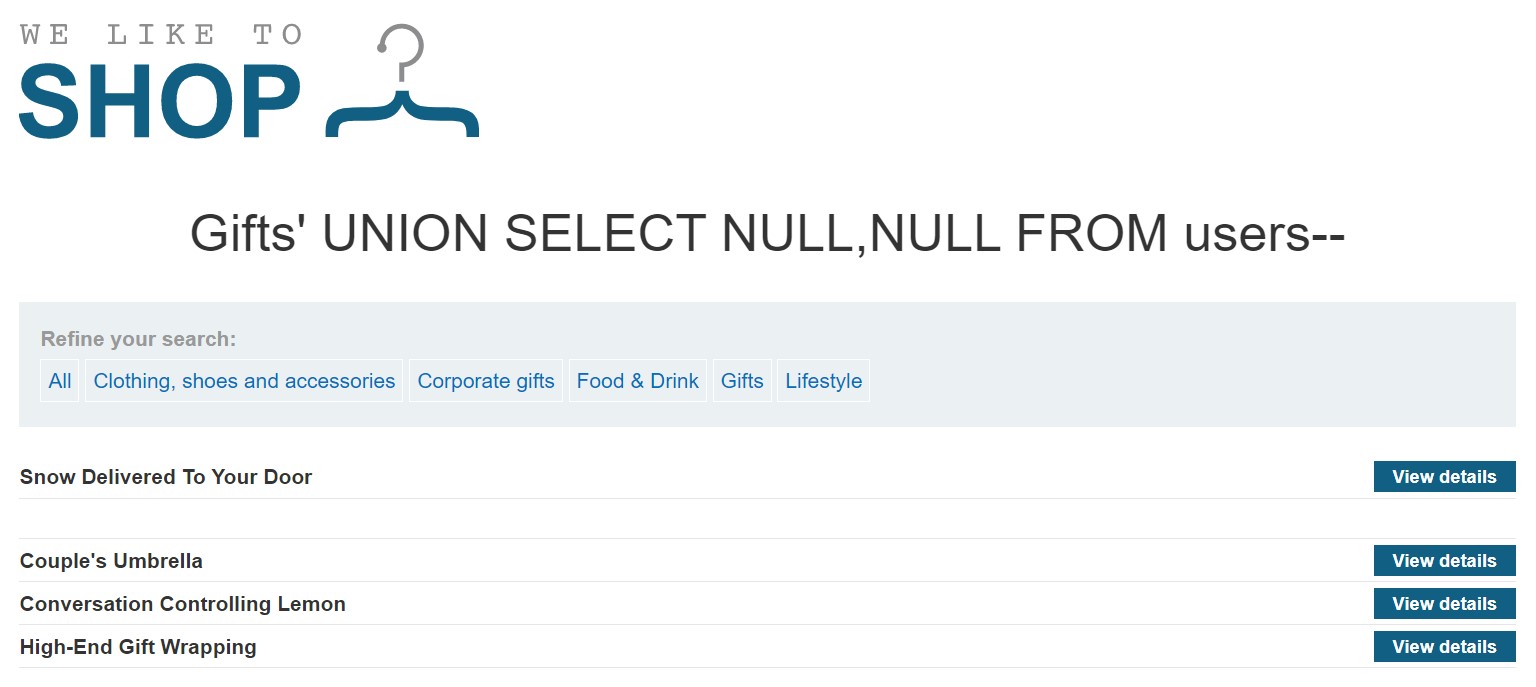 WE LIKE TO
SHOP
Gifts' UNION SELECT NULL,NULL FROM users--
Refine your search:
All Clothing, shoes and accessories Corporate gifts Food & Drink Gifts Lifestyle
Snow Delivered To Your Door View details
Couple's Umbrella View details
Conversation Controlling Lemon View details
High-End Gift Wrapping View details